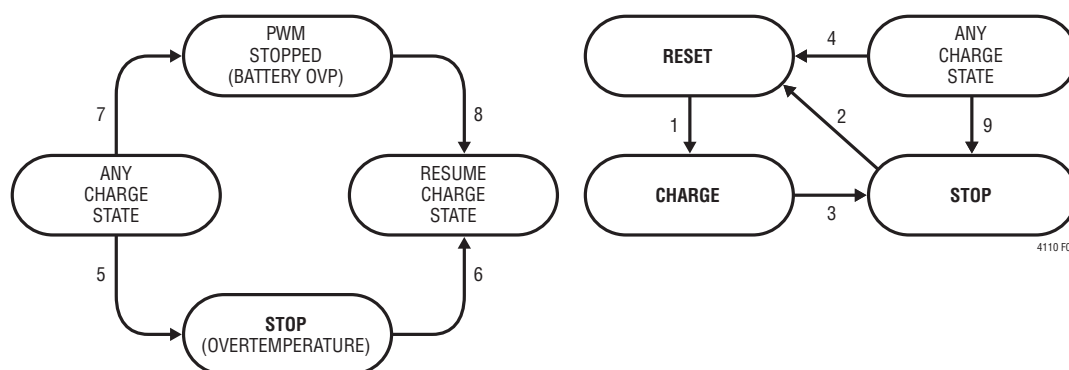 PWM
STOPPED
(BATTERY OVP)
7
8
ANY
CHARGE
STATE
RESUME
CHARGE
STATE
5
6
STOP
(OVERTEMPERATURE)
RESET
4
ANY
CHARGE
STATE
1
2
9
CHARGE
3
STOP
4110 F0